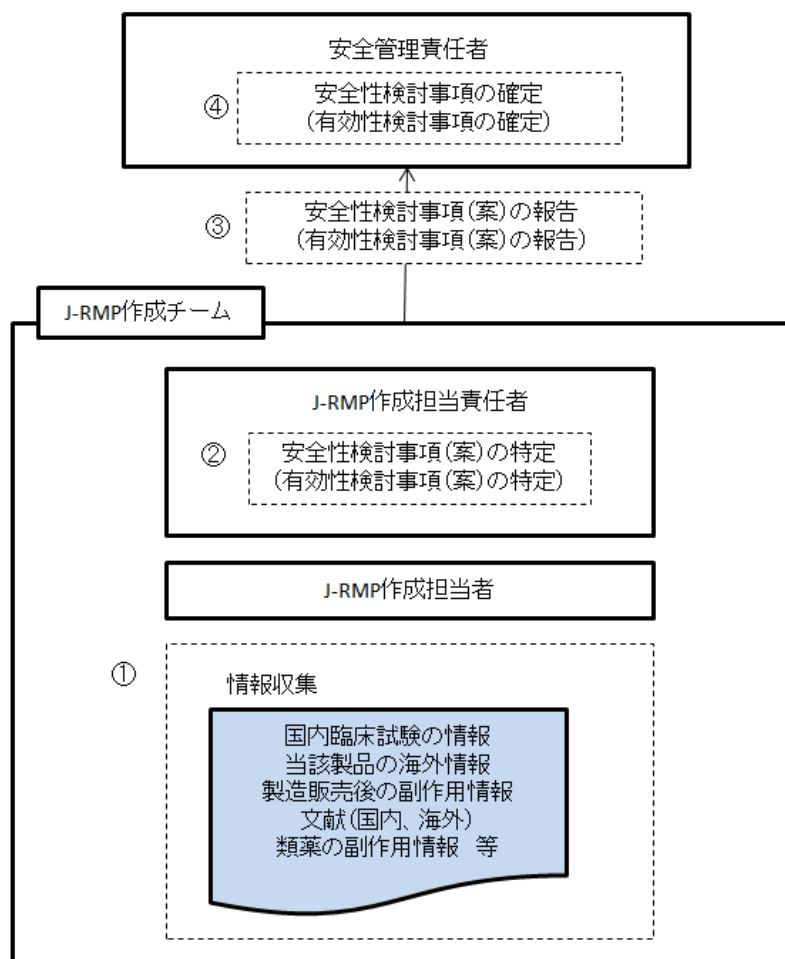 安全管理責任者
④
安全性検討事項の確定
(有効性検討事項の確定)
③
安全性検討事項(案)の報告
(有効性検討事項(案)の報告)
J-RMP作成チーム
J-RMP作成担当責任者
②
安全性検討事項(案)の特定
(有効性検討事項(案)の特定)
J-RMP作成担当者
①
情報収集
国内臨床試験の情報
当該製品の海外情報
製造販売後の副作用情報
文献(国内、海外)
類薬の副作用情報 等